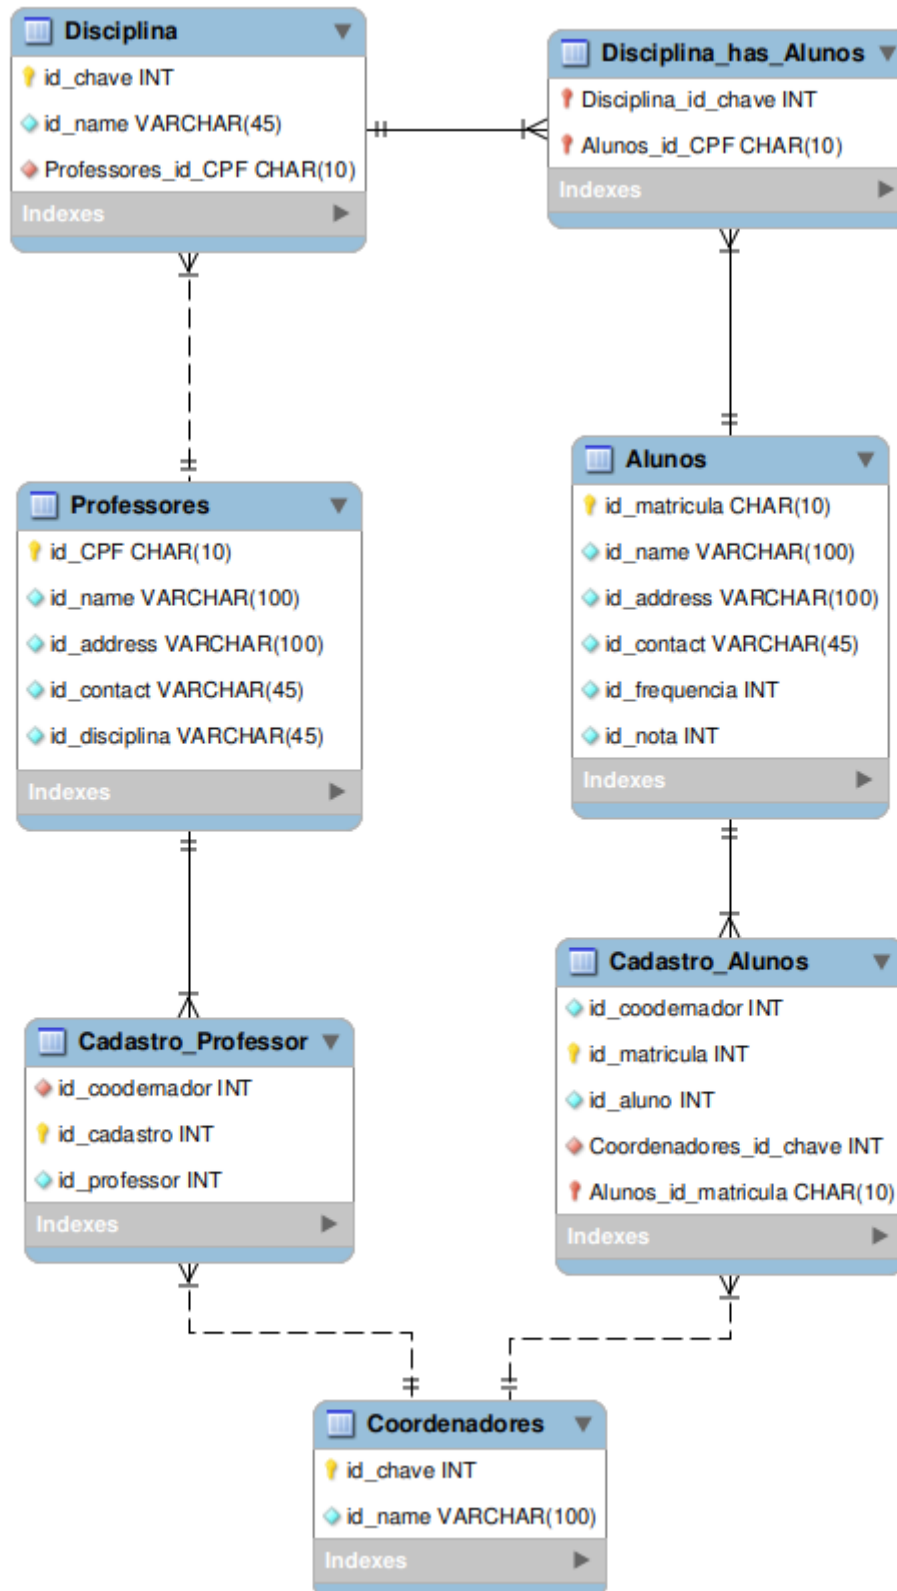 Disciplina
id_chave INT
id_name VARCHAR(45)
Professores_id_CPF CHAR(10)
Indexes
Disciplina_has_Alunos
Disciplina_id_chave INT
Alunos_id_CPF CHAR(10)
Indexes
Professores
id_CPF CHAR(10)
id_name VARCHAR(100)
id_address VARCHAR(100)
id_contact VARCHAR(45)
id_disciplina VARCHAR(45)
Indexes
Alunos
id_matricula CHAR(10)
id_name VARCHAR(100)
id_address VARCHAR(100)
id_contact VARCHAR(45)
id_frequencia INT
id_nota INT
Indexes
Cadastro_Professor
id_coodernador INT
id_cadastro INT
id_professor INT
Indexes
Cadastro_Alunos
id_coodernador INT
id_matricula INT
id_aluno INT
Coordenadores_id_chave INT
Alunos_id_matricula CHAR(10)
Indexes
Coordenadores
id_chave INT
id_name VARCHAR(100)
Indexes